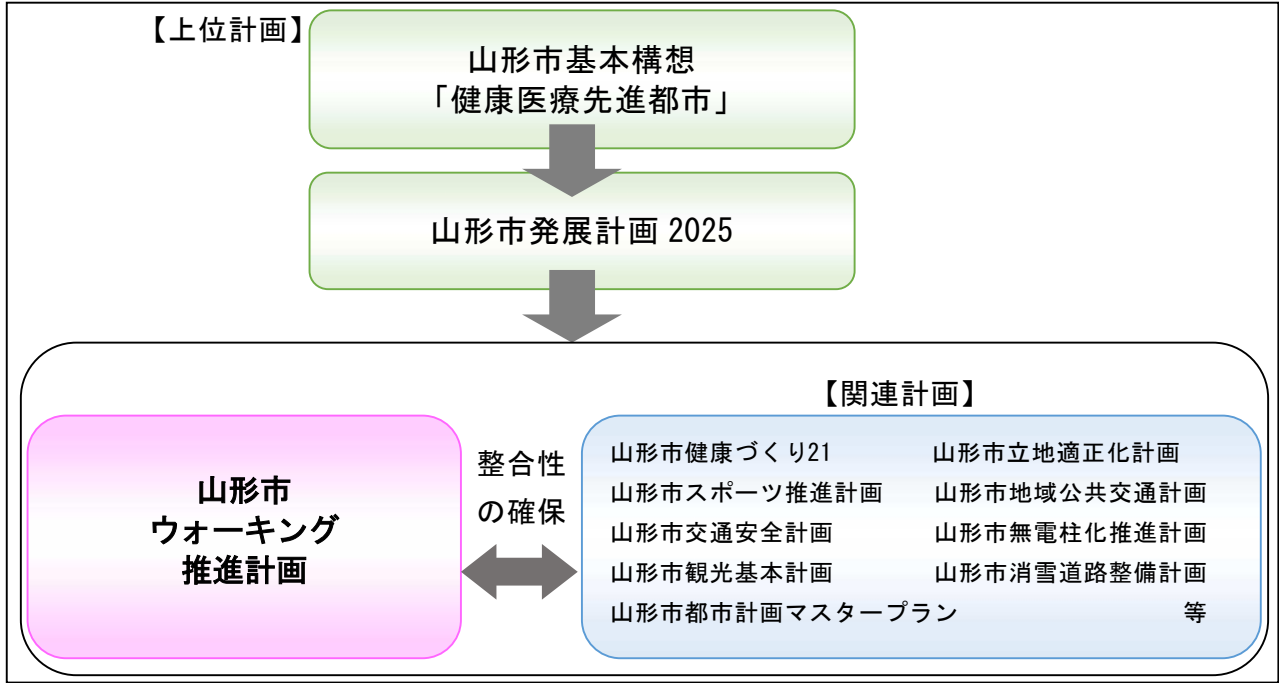 【上位計画】
山形市基本構想
「健康医療先進都市」
山形市発展計画 2025
山形市
ウォーキング
推進計画
整合性
の確保
【関連計画】
山形市健康づくり21 山形市立地適正化計画
山形市スポーツ推進計画 山形市地域公共交通計画
山形市交通安全計画 山形市無電柱化推進計画
山形市観光基本計画 山形市消雪道路整備計画
山形市都市計画マスタープラン 等